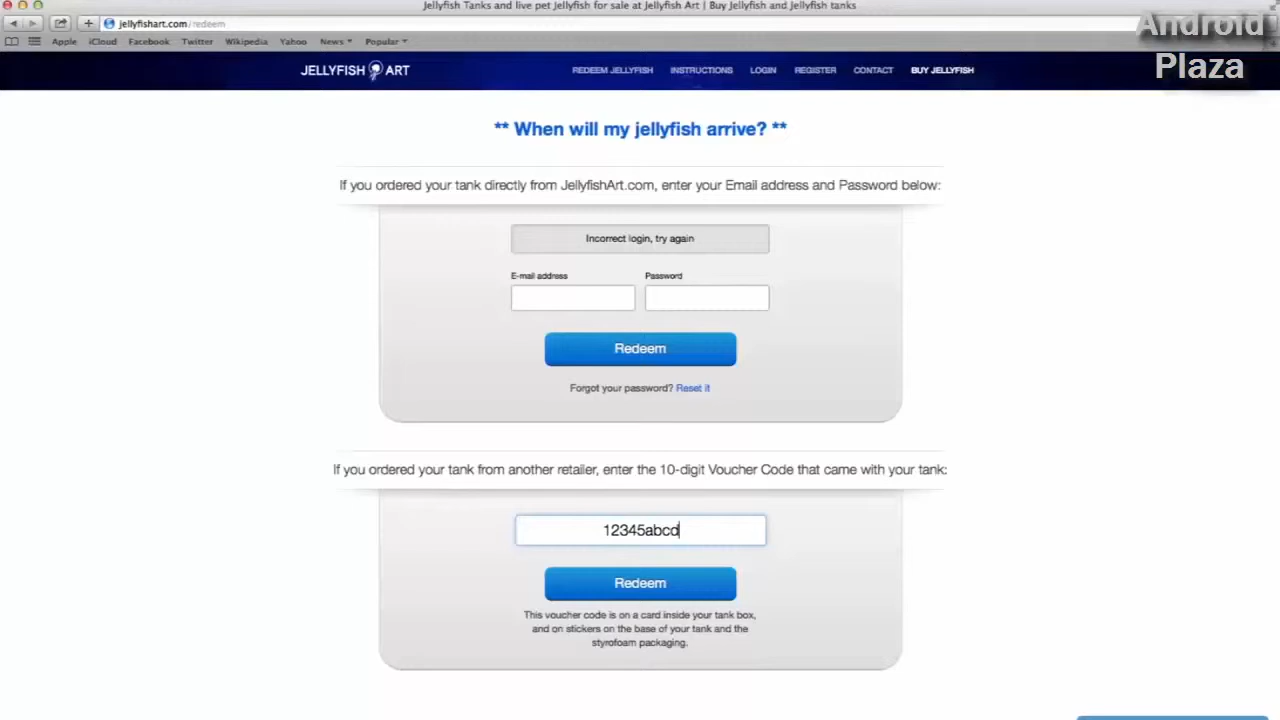 Jellyfish Tanks and live pet Jellyfish for sale at Jellyfish Art | Buy Jellyfish and Jellyfish tanks
jellyfishart.com/redeem
Apple iCloud Facebook Twitter Wikipedia Yahoo News Popular
Android
Plaza
JELLYFISH ART REDEEM JELLYFISH INSTRUCTIONS LOGIN REGISTER CONTACT BUY JELLYFISH
** When will my jellyfish arrive? **
If you ordered your tank directly from JellyfishArt.com, enter your Email address and Password below:
Incorrect login, try again
E-mail address Password
Redeem
Forgot your password? Reset it
If you ordered your tank from another retailer, enter the 10-digit Voucher Code that came with your tank:
12345abcd
Redeem
This voucher code is on a card inside your tank box,
and on stickers on the base of your tank and the
styrofoam packaging.